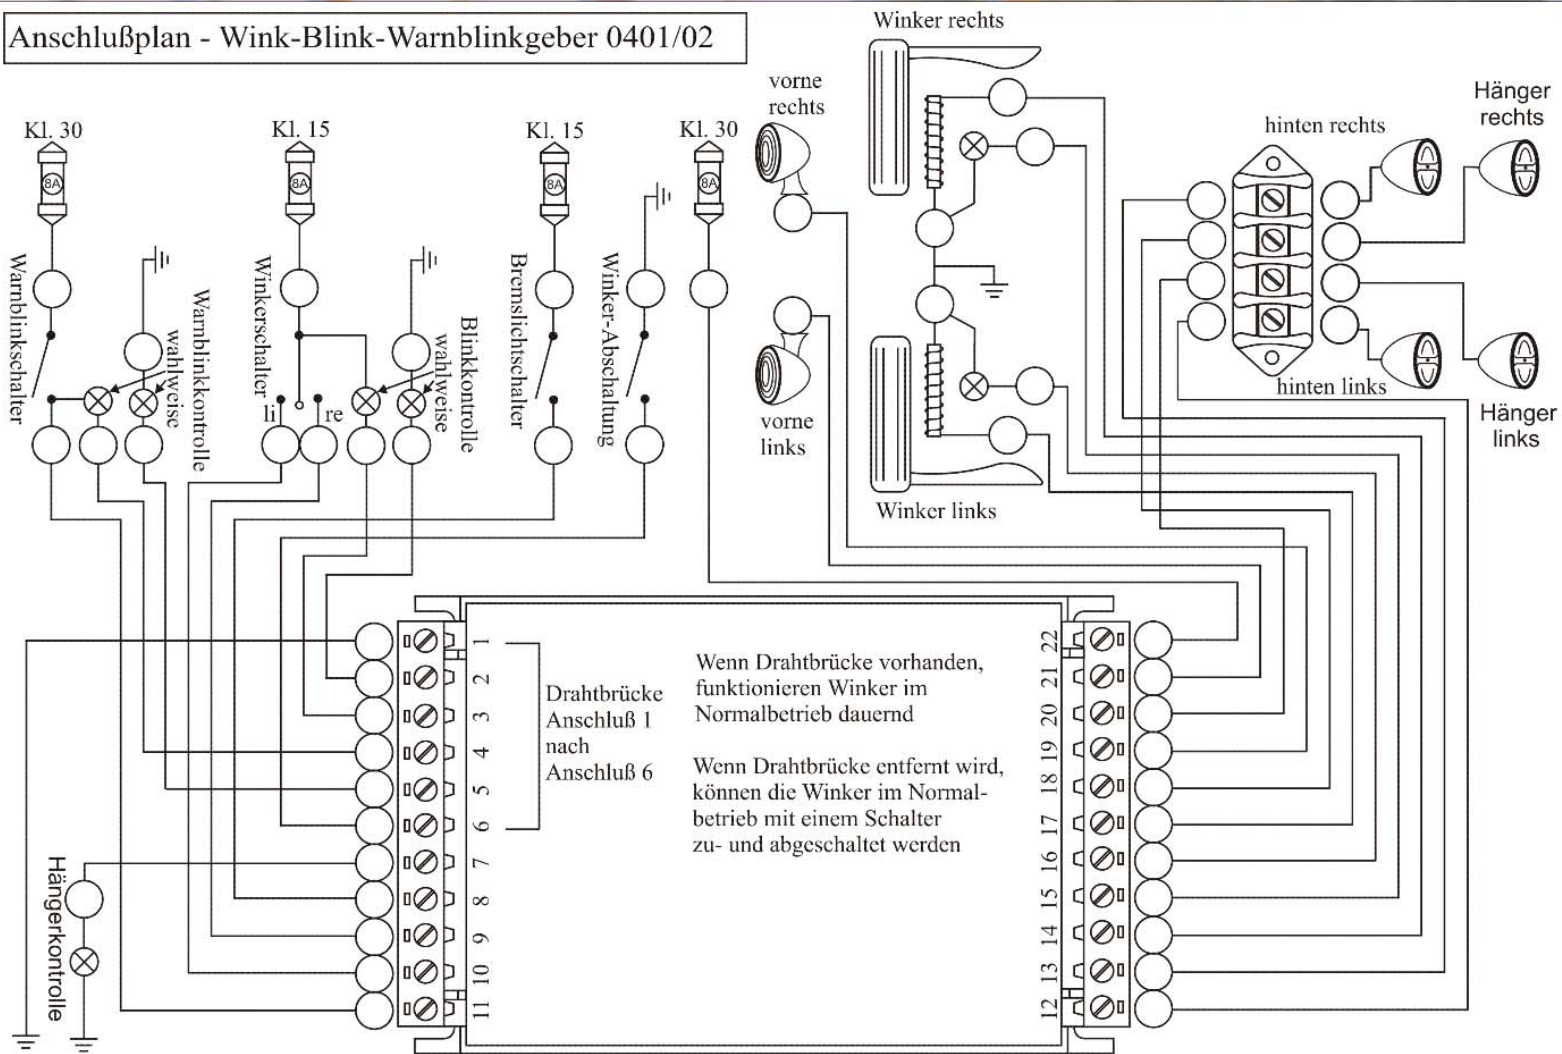 Anschlußplan - Wink-Blink-Warnblinkgeber 0401/02
Winker rechts
vorne
rechts
Hänger
rechts
hinten rechts
Kl. 30
Kl. 15
Kl. 15
Kl. 30
8A
8A
8A
8A
Warnblinkschalter
Warnblinkkontrolle
wahlweise
Winkerschalter
li
re
Blinkkontrolle
wahlweise
Bremslichtschalter
Winker-Abschaltung
vorne
links
Winker links
hinten links
Hänger
links
1
2
3
4
5
6
7
8
9
10
11
Drahtbrücke
Anschluß 1
nach
Anschluß 6
Wenn Drahtbrücke vorhanden,
funktionieren Winker im
Normalbetrieb dauernd
Wenn Drahtbrücke entfernt wird,
können die Winker im Normal-
betrieb mit einem Schalter
zu- und abgeschaltet werden
22
21
20
19
18
17
16
15
14
13
12
Hängerkontrolle